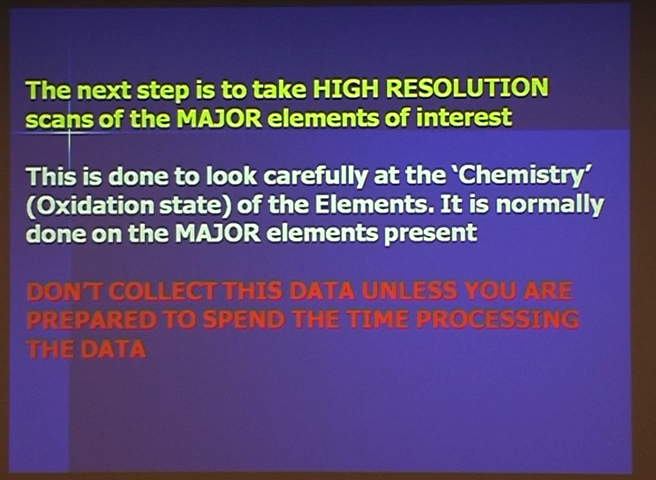 The next step is to take HIGH RESOLUTION
scans of the MAJOR elements of interest
This is done to look carefully at the ‘Chemistry’
(Oxidation state) of the Elements. It is normally
done on the MAJOR elements present
DON'T COLLECT THIS DATA UNLESS YOU ARE
PREPARED TO SPEND THE TIME PROCESSING
THE DATA